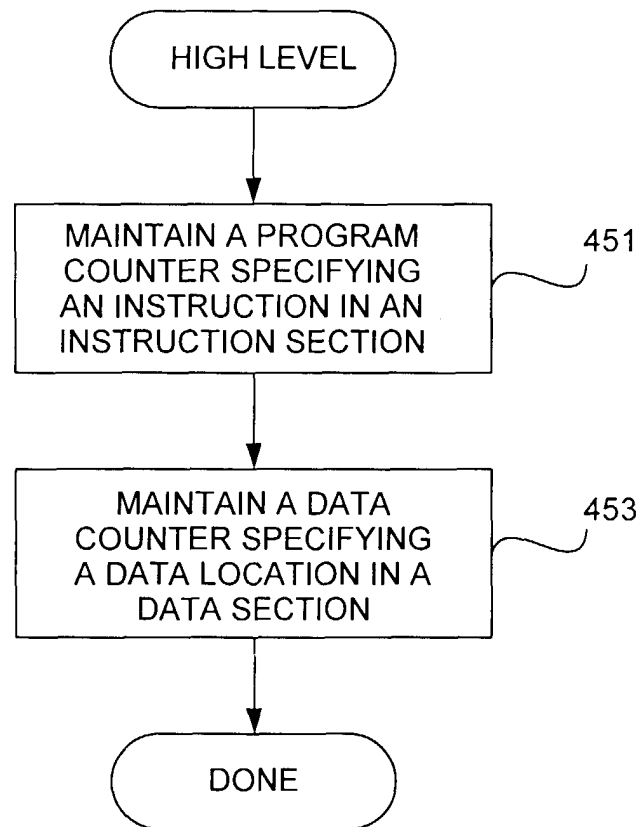 HIGH LEVEL
MAINTAIN A PROGRAM
COUNTER SPECIFYING
AN INSTRUCTION IN AN
INSTRUCTION SECTION
451
MAINTAIN A DATA
COUNTER SPECIFYING
A DATA LOCATION IN A
DATA SECTION
453
DONE